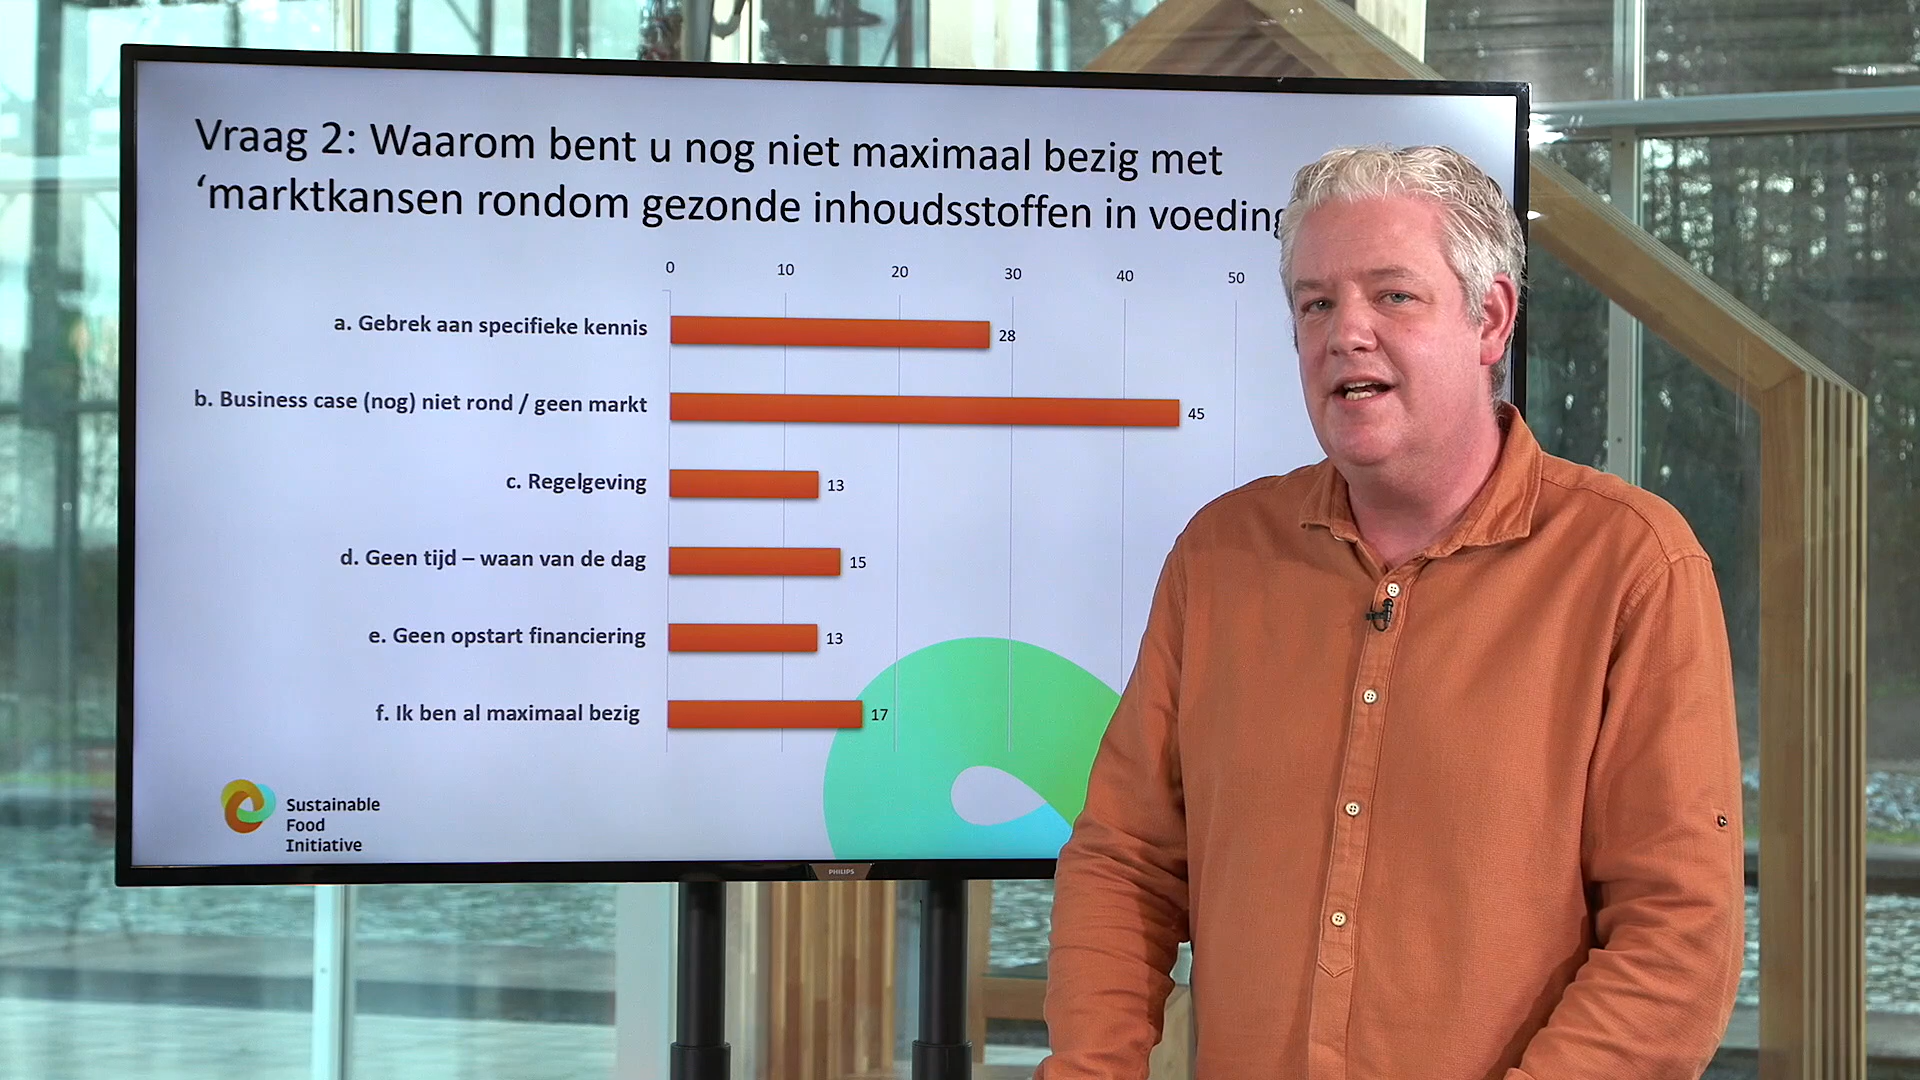 Vraag 2: Waarom bent u nog niet maximaal bezig met
‘marktkansen rondom gezonde inhoudsstoffen in voeding
0 10 20 30 40 50
a. Gebrek aan specifieke kennis 28
b. Business case (nog) niet rond / geen markt 45
c. Regelgeving 13
d. Geen tijd – waan van de dag 15
e. Geen opstart financiering 13
f. Ik ben al maximaal bezig 17
Sustainable
Food
Initiative
PHILIPS